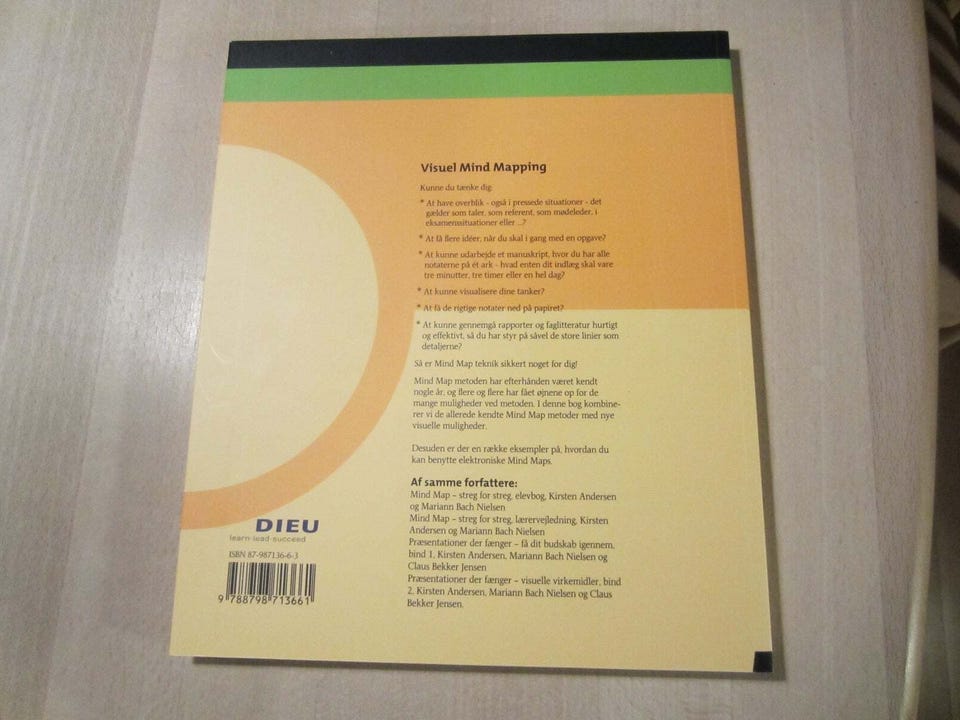 Visuel Mind Mapping
Kunne du tænke dig:
* At have overblik - også i pressede situationer - det
gælder som taler, som referent, som mødeleder, i
eksamenssituationer eller ...?
* At få flere idéer, når du skal i gang med en opgave?
* At kunne udarbejde et manuskript, hvor du har alle
notaterne på ét ark - hvad enten dit indlæg skal vare
tre minutter, tre timer eller en hel dag?
* At kunne visualisere dine tanker?
* At få de rigtige notater ned på papiret?
* At kunne gennemgå rapporter og faglitteratur hurtigt
og effektivt, så du har styr på såvel de store linier som
detaljerne?
Så er Mind Map teknik sikkert noget for dig!
Mind Map metoden har efterhånden været kendt
nogle år, og flere og flere har fået øjnene op for de
mange muligheder ved metoden. I denne bog kombine-
rer vi de allerede kendte Mind Map metoder med nye
visuelle muligheder.
Desuden er der en række eksempler på, hvordan du
kan benytte elektroniske Mind Maps.
Af samme forfattere:
Mind Map – streg for streg, elevbog, Kirsten Andersen
og Mariann Bach Nielsen
Mind Map – streg for streg, lærervejledning, Kirsten
Andersen og Mariann Bach Nielsen
Præsentationer der fænger – få dit budskab igennem,
bind 1, Kirsten Andersen, Mariann Bach Nielsen og
Claus Bekker Jensen
Præsentationer der fænger – visuelle virkemidler, bind
2, Kirsten Andersen, Mariann Bach Nielsen og Claus
Bekker Jensen.
DIEU
learn·lead·succeed
ISBN 87-987136-6-3
9 788798 713661